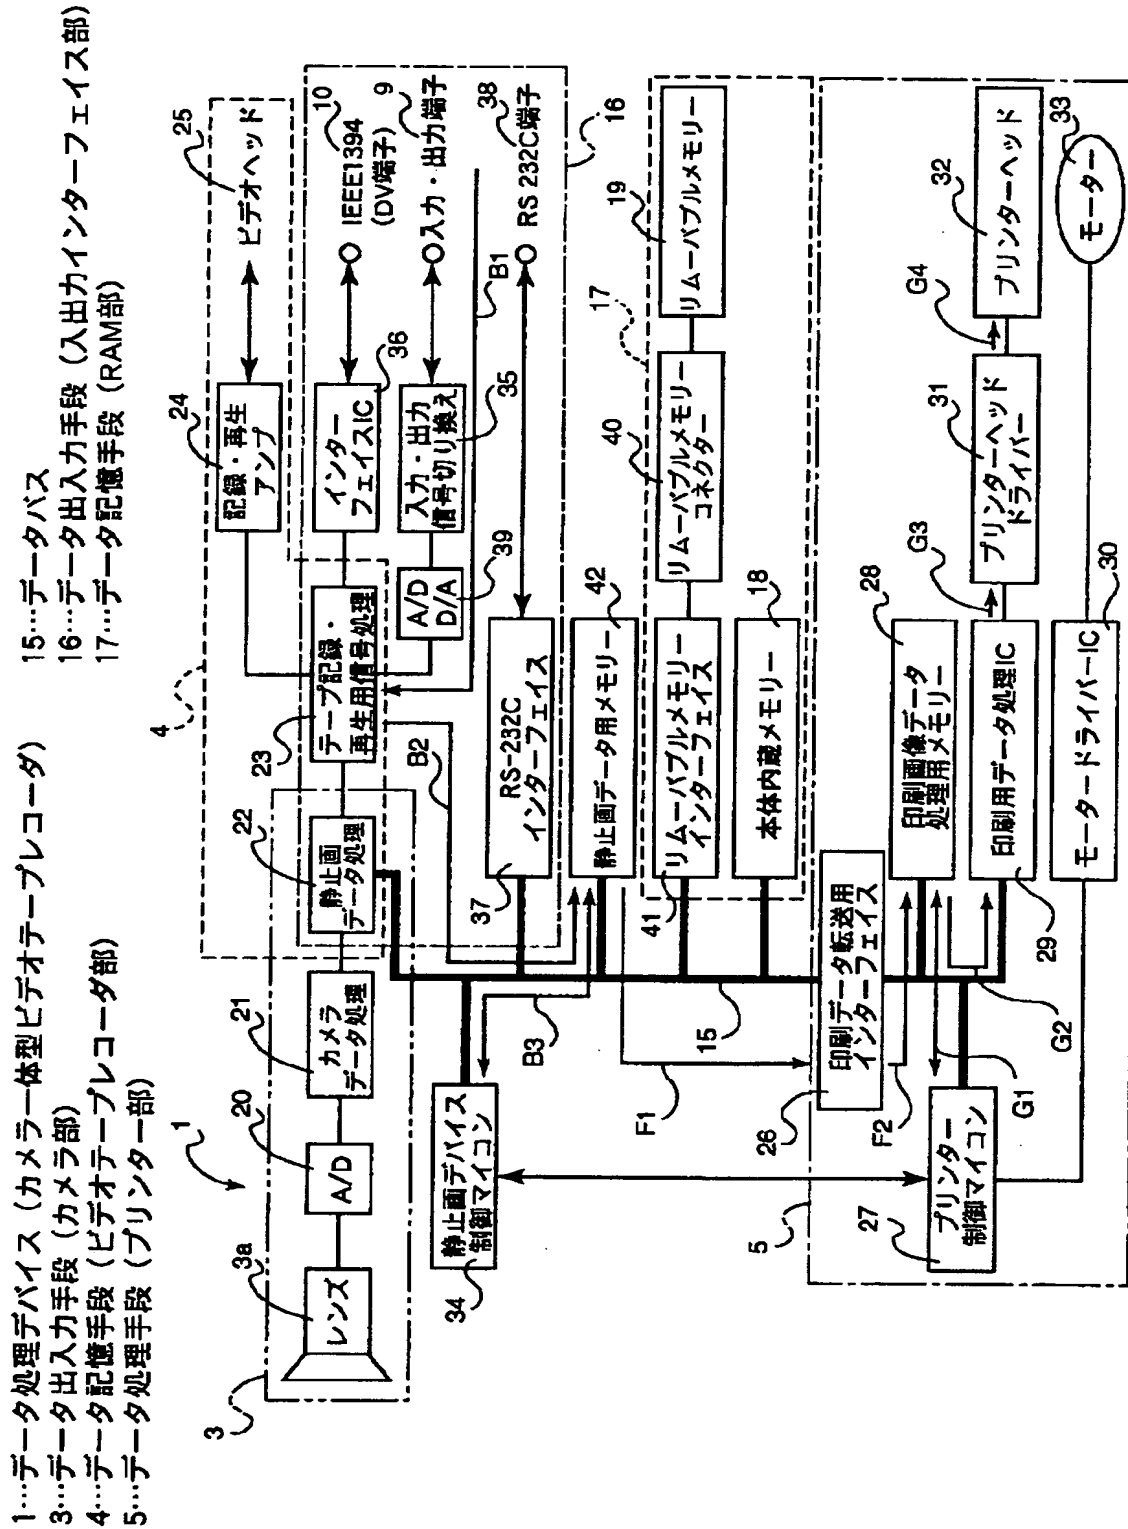 1…データ処理デバイス（カメラ一体型ビデオテープレコーダ）
3…データ出入力手段（カメラ部）
4…データ記憶手段（ビデオテープレコーダ部）
5…データ処理手段（プリンター部）
15…データバス
16…データ出入力手段（入出力インターフェイス部）
17…データ記憶手段（RAM部）
1
3
3a
レンズ
20
A/D
21
カメラ
データ処理
22
静止画
データ処理
23
テープ記録・
再生用信号処理
4
24
記録・再生
アンプ
25
ビデオヘッド
インター
フェイスIC
36
10
IEEE1394
(DV端子)
A/D
D/A
39
入力・出力
信号切り換え
35
9
入力・出力端子
B1
B2
37
RS-232C
インターフェイス
38
RS 232C端子
16
34
静止画デバイス
制御マイコン
B3
静止画データ用メモリー
42
17
41
リムーバブルメモリー
インターフェイス
40
リムーバブルメモリー
コネクター
19
リムーバブルメモリー
本体内蔵メモリー
18
F1
15
5
26
印刷データ転送用
インターフェイス
27
プリンター
制御マイコン
F2
G1
G2
28
印刷画像データ
処理用メモリー
29
印刷用データ処理IC
G3
31
プリンターヘッド
ドライバー
G4
32
プリンターヘッド
モータードライバーIC
30
33
モーター